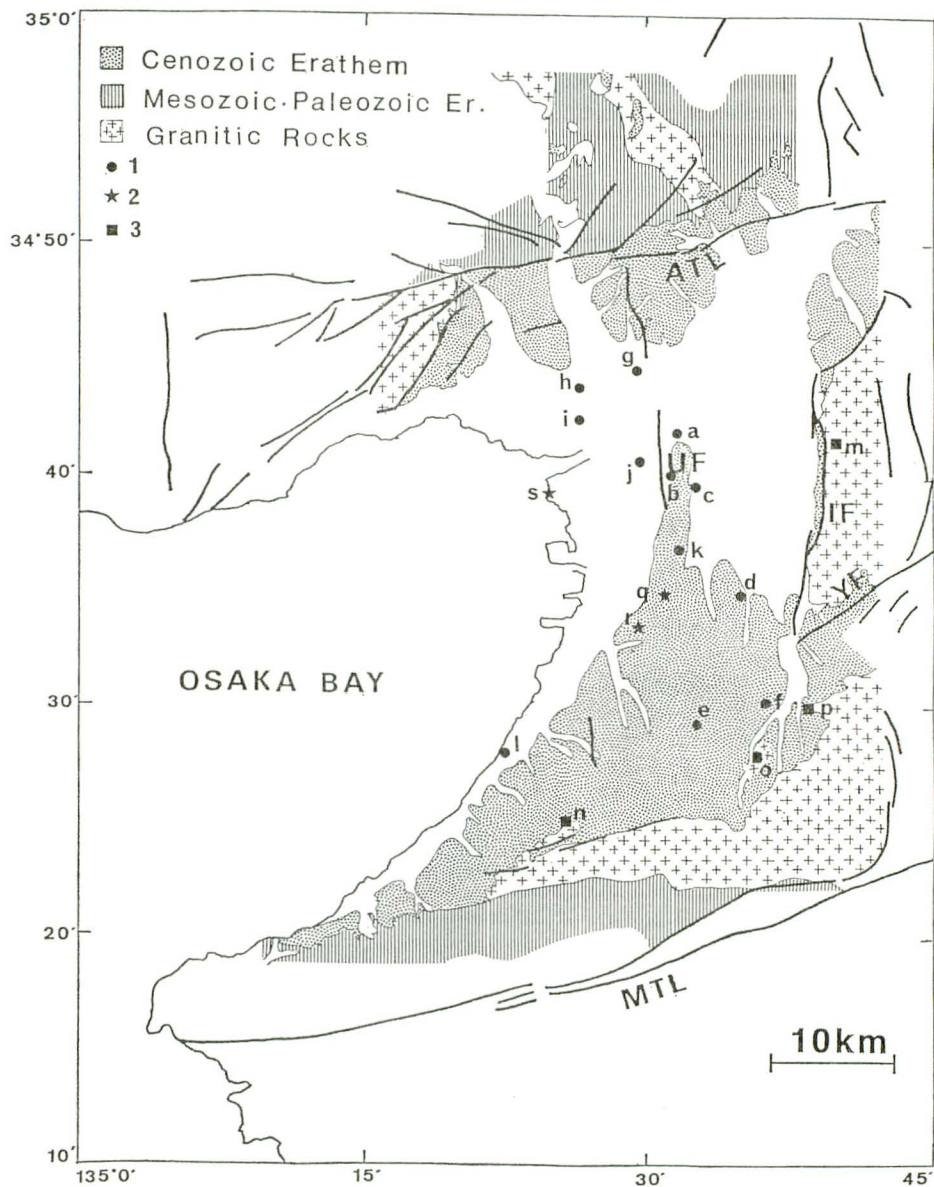 35°0′
Cenozoic Erathem
Mesozoic·Paleozoic Er.
Granitic Rocks
1
2
3
34°50′
ATL
g
h
i
a
UF
j
b
c
m
40′
s
IF
k
d
q
YF
r
OSAKA BAY
30′
e
f
p
l
o
n
20′
MTL
10km
10′
135°0′
15′
30′
45′